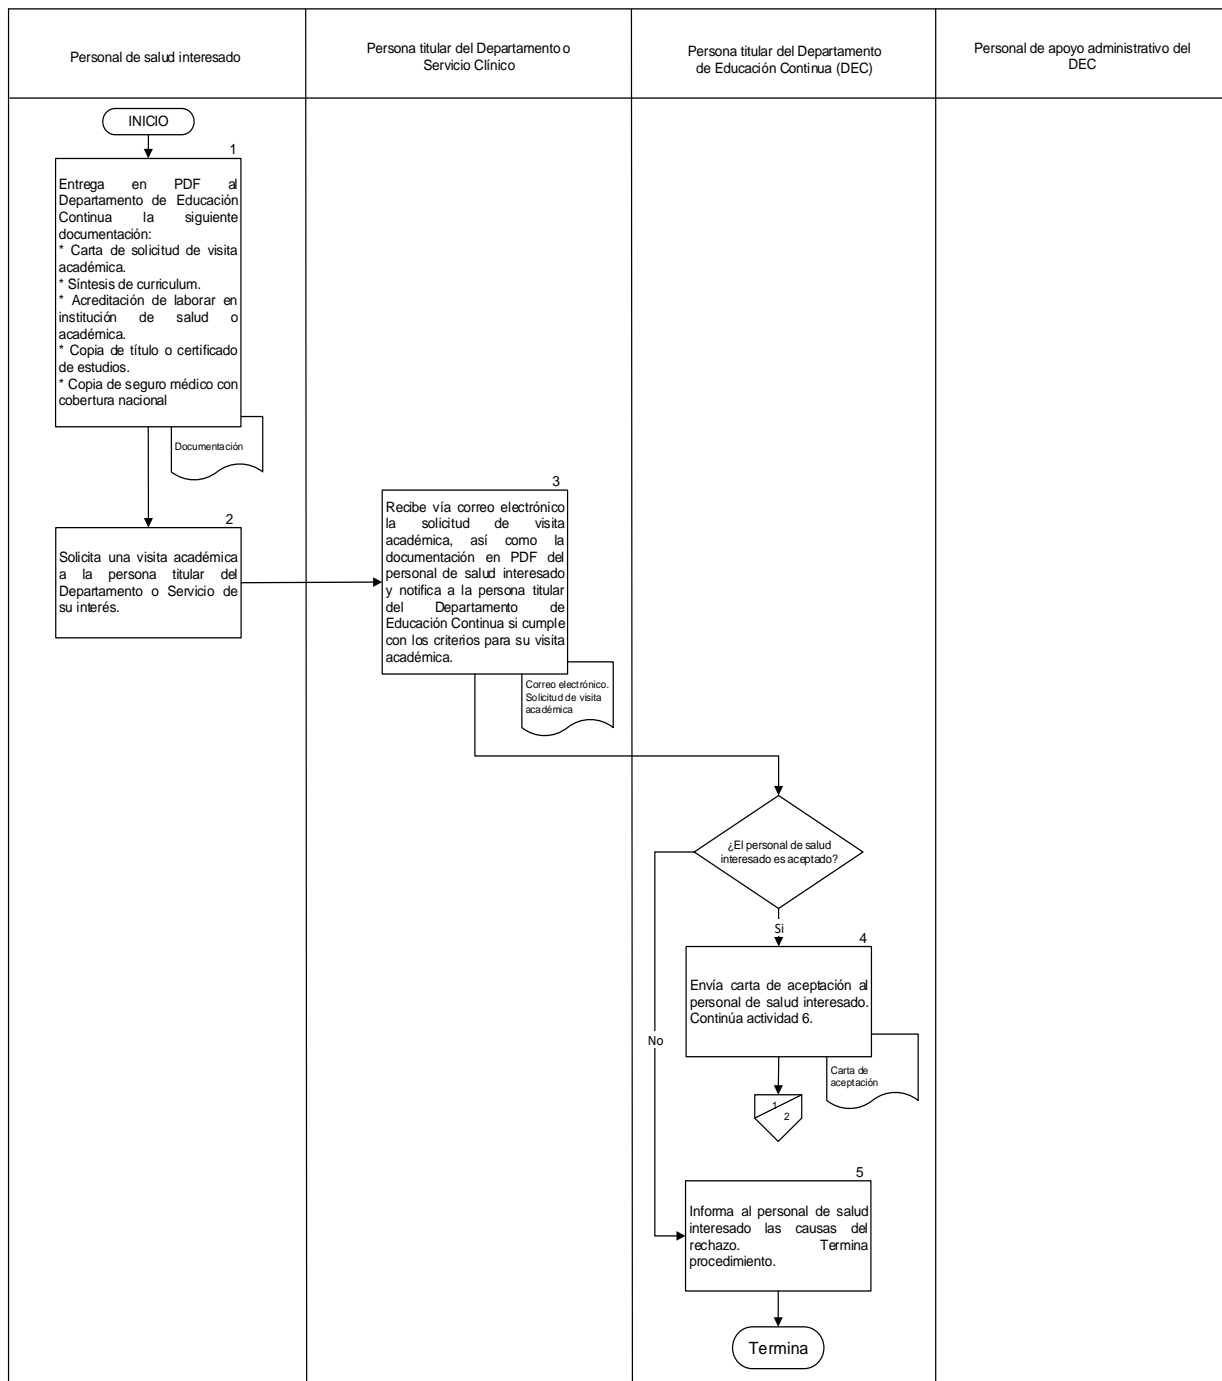 Personal de salud interesado
Persona titular del Departamento o
Servicio Clínico
Persona titular del Departamento
de Educación Continua (DEC)
Personal de apoyo administrativo del
DEC
INICIO
1
Entrega en PDF al
Departamento de Educación
Continua la siguiente
documentación:
* Carta de solicitud de visita
académica.
* Síntesis de curriculum.
* Acreditación de laborar en
institución de salud o
académica.
* Copia de título o certificado
de estudios.
* Copia de seguro médico con
cobertura nacional
Documentación
2
Solicita una visita académica
a la persona titular del
Departamento o Servicio de
su interés.
3
Recibe vía correo electrónico
la solicitud de visita
académica, así como la
documentación en PDF del
personal de salud interesado
y notifica a la persona titular
del Departamento de
Educación Continua si cumple
con los criterios para su visita
académica.
Correo electrónico.
Solicitud de visita
académica
¿El personal de salud
interesado es aceptado?
Si
4
Envía carta de aceptación al
personal de salud interesado.
Continúa actividad 6.
No
Carta de
aceptación
1
2
5
Informa al personal de salud
interesado las causas del
rechazo. Termina
procedimiento.
Termina